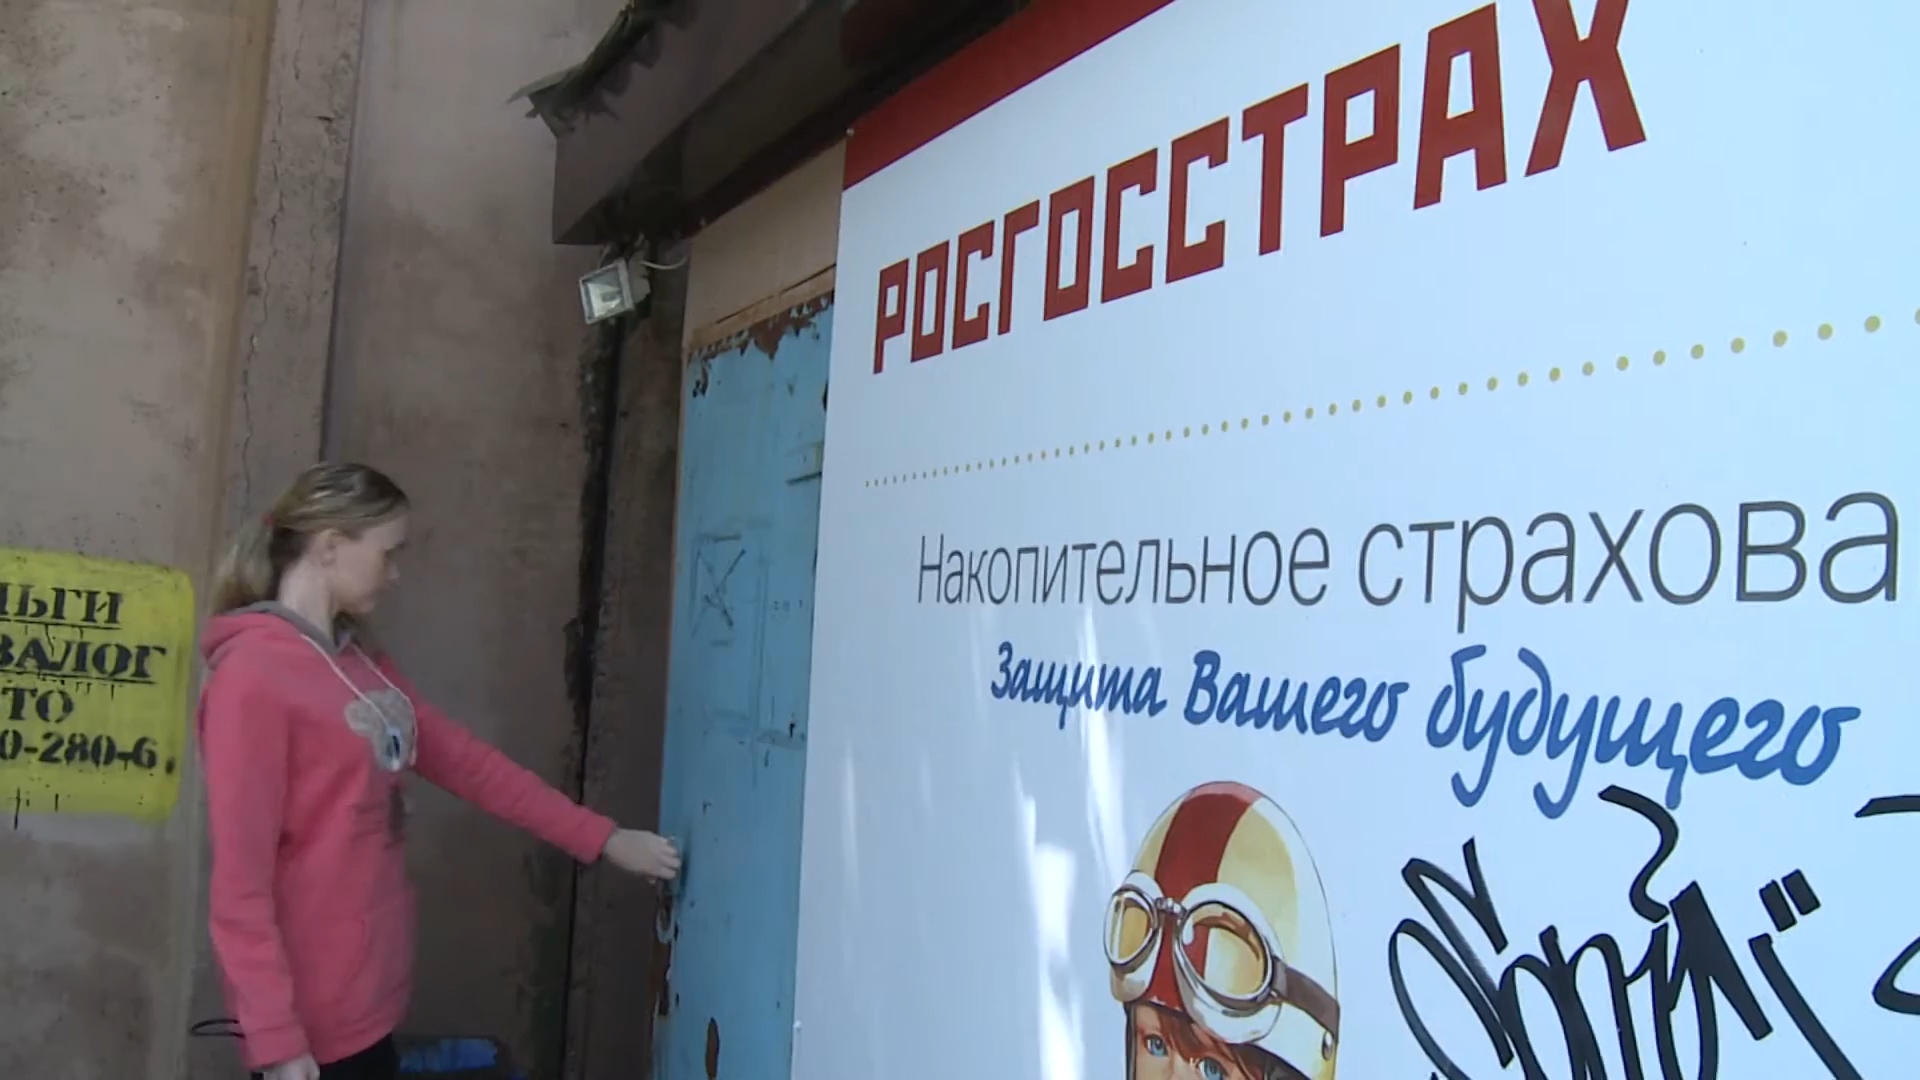 РОСГОССТРАХ
Накопительное страхова
Защита Вашего будущего
ЬГИ
ЗАЛОГ
ТО
0-280-6